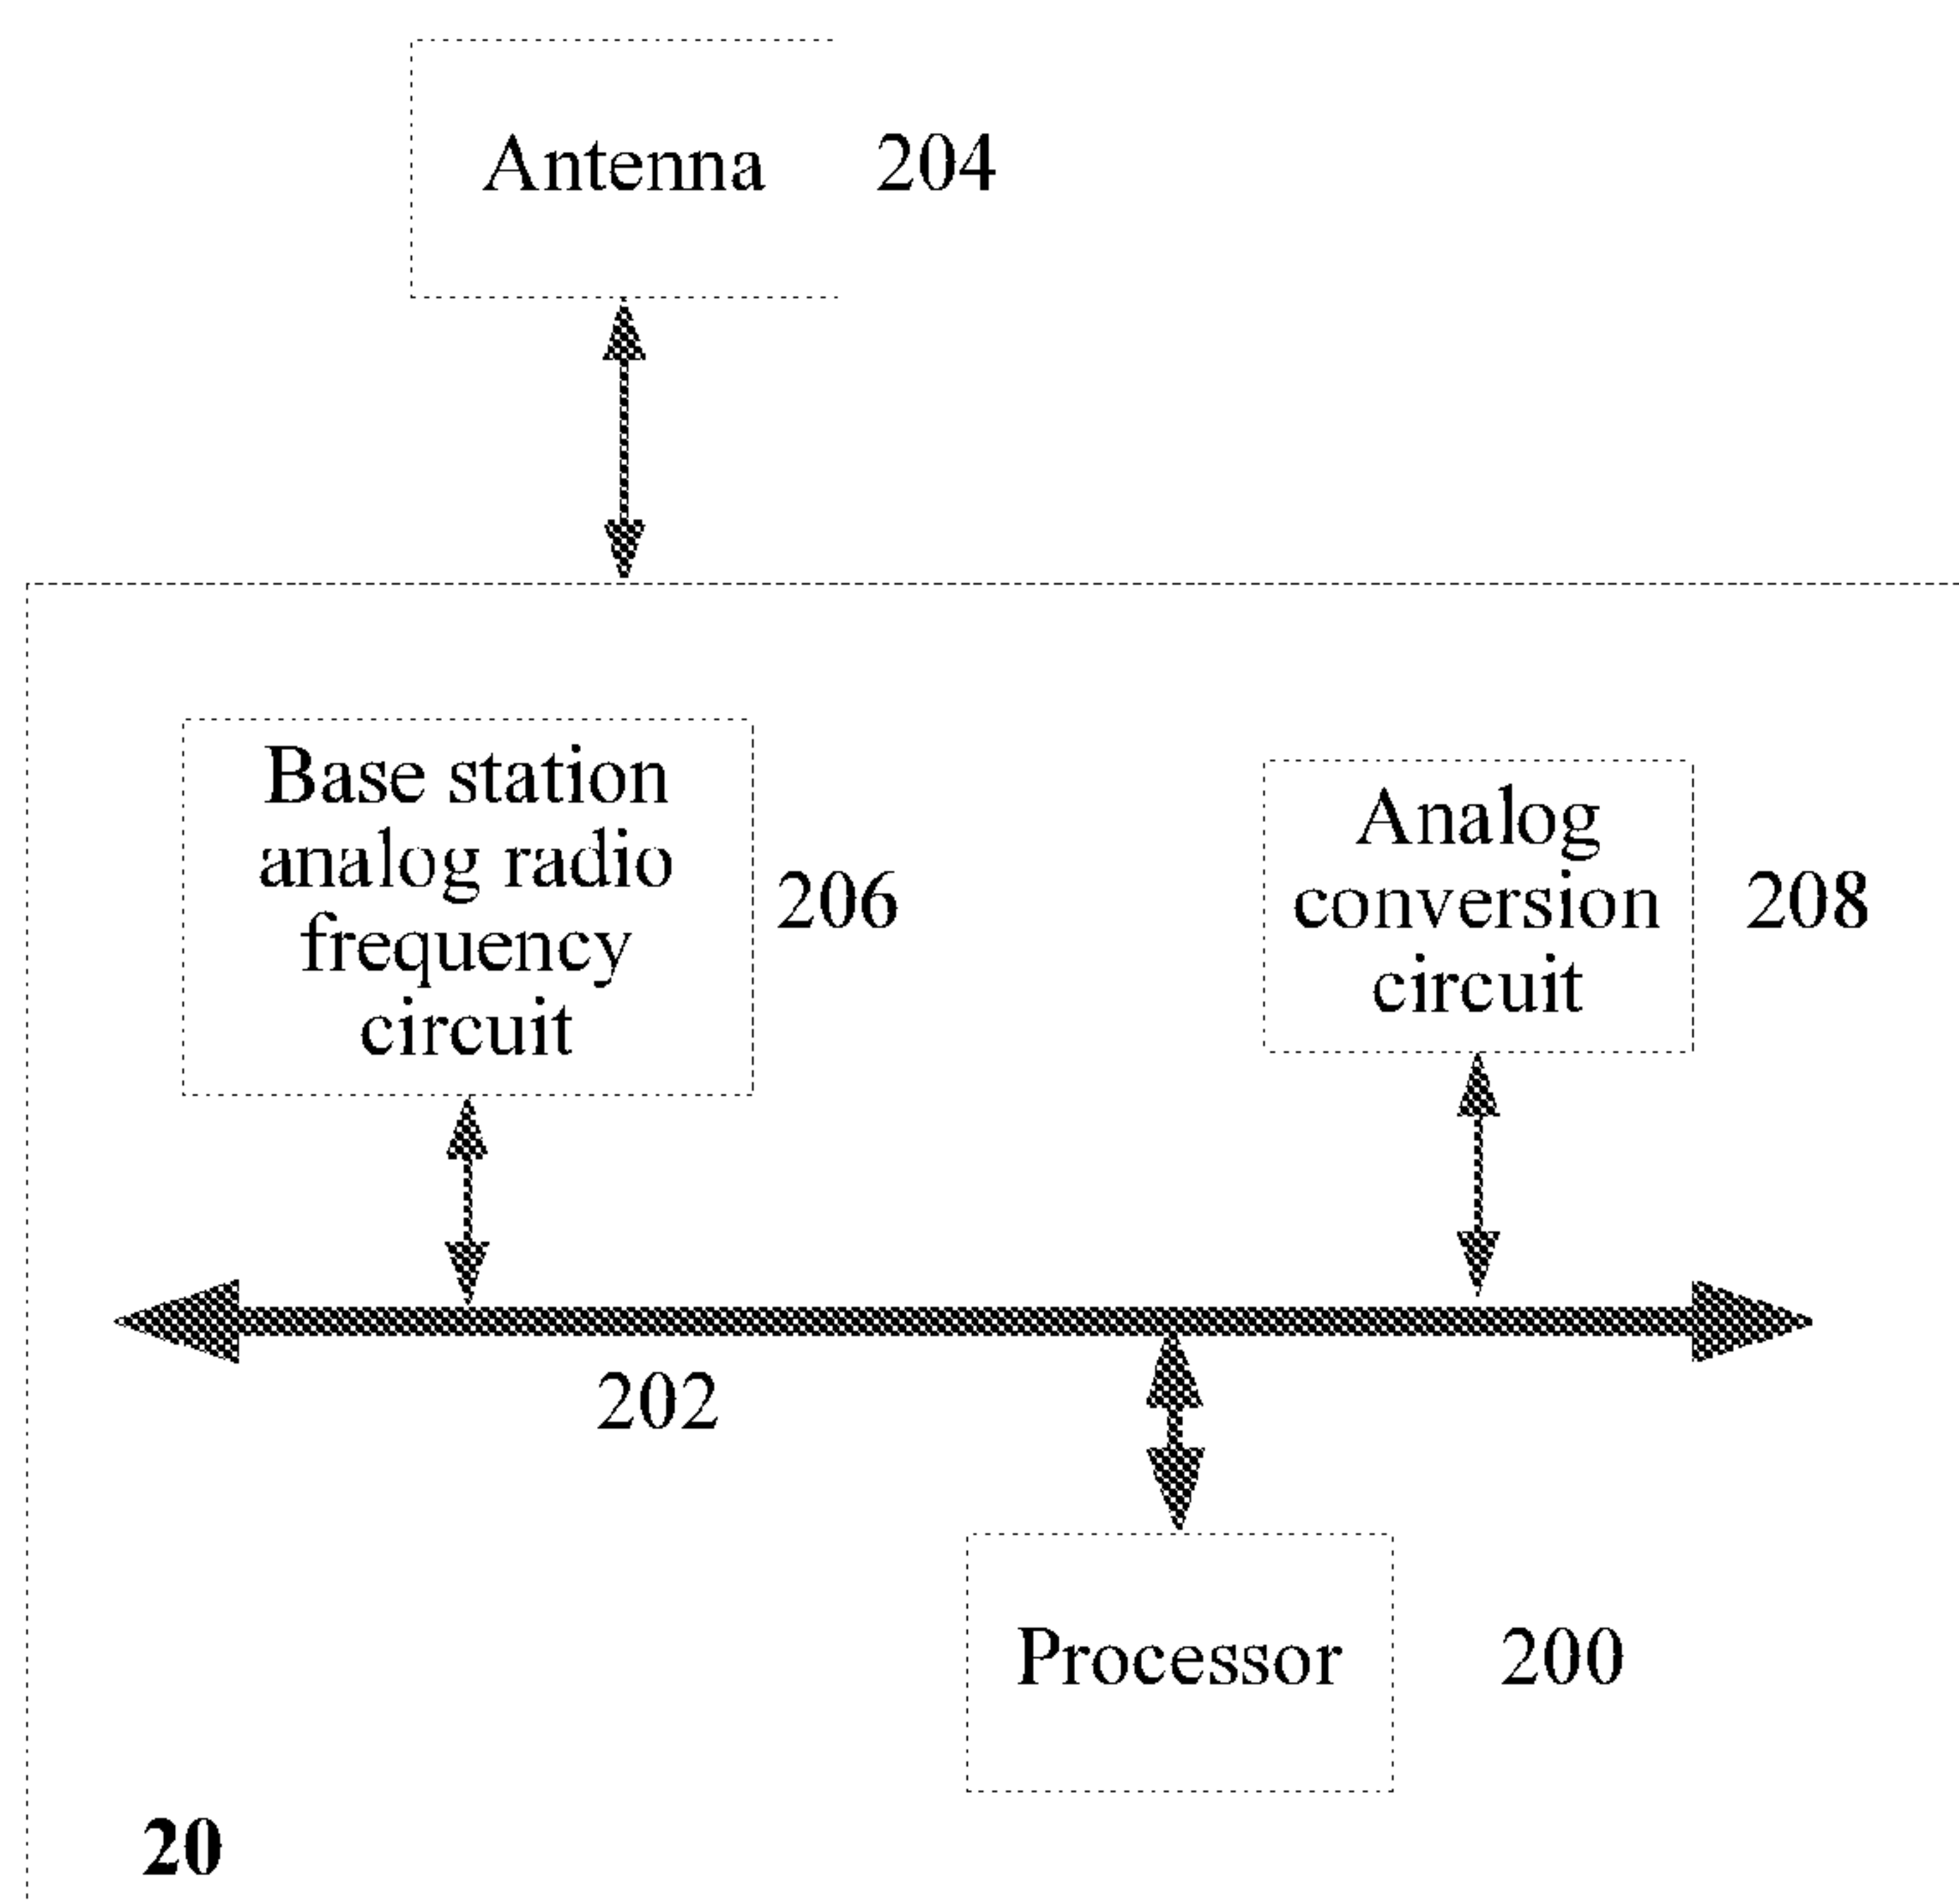 Antenna
204
Base station
analog radio
frequency
circuit
206
Analog
conversion
circuit
208
202
Processor
200
20